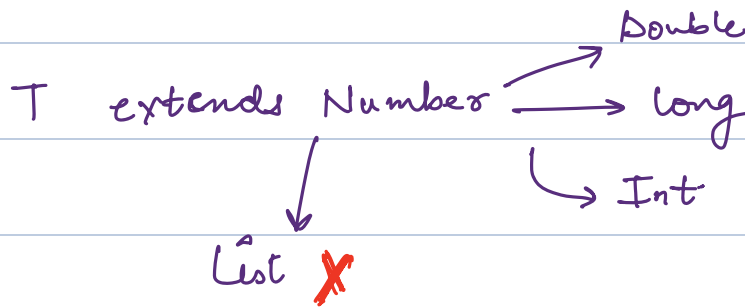 Double
T extends Number
long
Int
List X